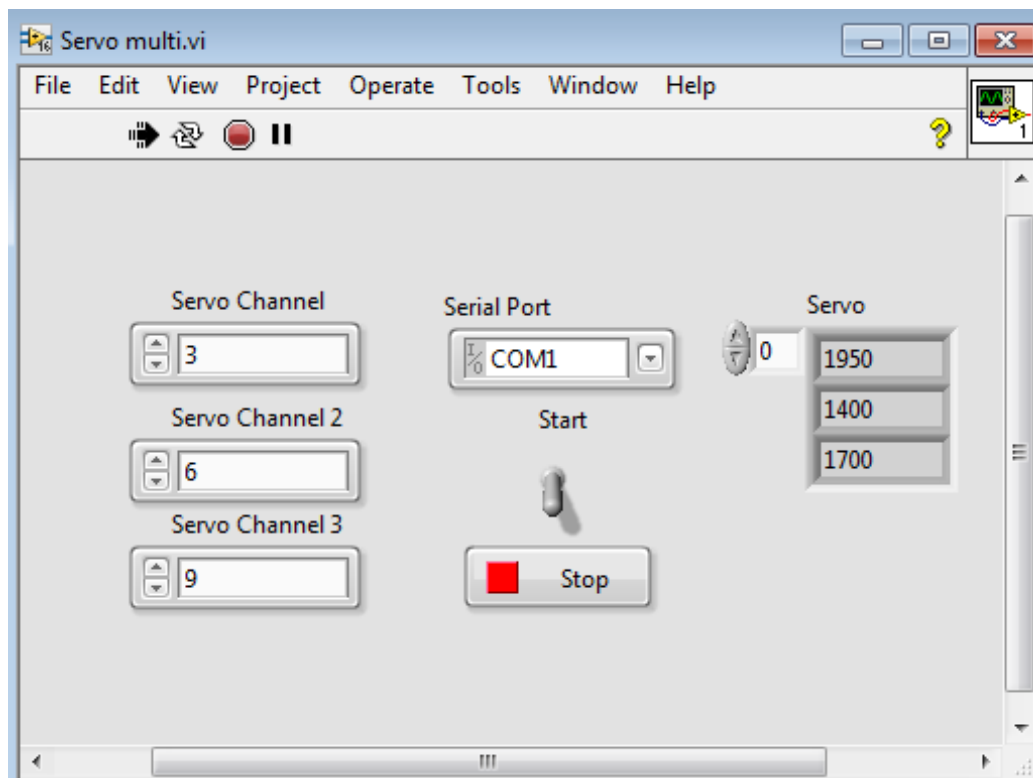 Servo multi.vi
File Edit View Project Operate Tools Window Help
1
Servo Channel
3
Servo Channel 2
6
Servo Channel 3
9
Serial Port
I/O COM1
Start
Stop
Servo
0
1950
1400
1700